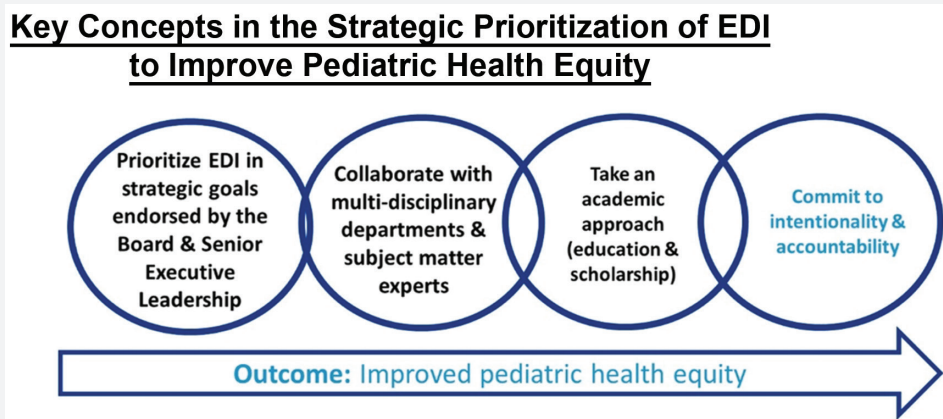 Key Concepts in the Strategic Prioritization of EDI
to Improve Pediatric Health Equity
Prioritize EDI in
strategic goals
endorsed by the
Board & Senior
Executive
Leadership
Collaborate with
multi-disciplinary
departments &
subject matter
experts
Take an
academic
approach
(education &
scholarship)
Commit to
intentionality &
accountability
Outcome: Improved pediatric health equity